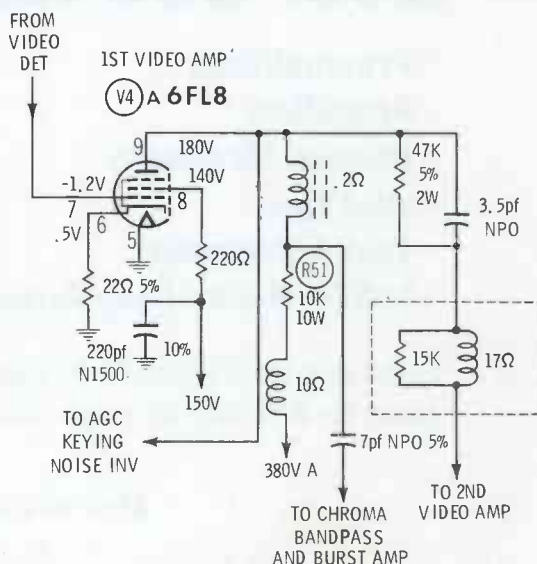 FROM
VIDEO
DET
1ST VIDEO AMP
V4 A 6FL8
9
180V
140V
-1.2V
7
8
6
5
.5V
22Ω 5%
220Ω
220pf
N1500
10%
150V
TO AGC
KEYING
NOISE INV
.2Ω
R51
10K
10W
10Ω
380V A
7pf NPO 5%
TO CHROMA
BANDPASS
AND BURST AMP
47K
5%
2W
3.5pf
NPO
15K
17Ω
TO 2ND
VIDEO AMP